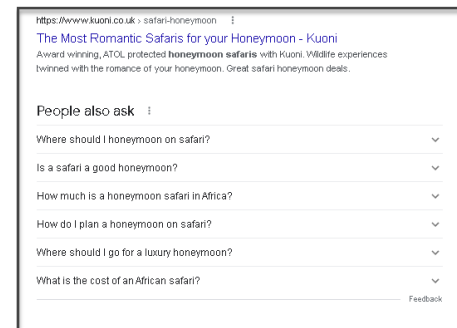 https://www.kuoni.co.uk › safari-honeymoon
The Most Romantic Safaris for your Honeymoon - Kuoni
Award winning, ATOL protected honeymoon safaris with Kuoni. Wildlife experiences
twinned with the romance of your honeymoon. Great safari honeymoon deals.
People also ask
Where should I honeymoon on safari?
Is a safari a good honeymoon?
How much is a honeymoon safari in Africa?
How do I plan a honeymoon on safari?
Where should I go for a luxury honeymoon?
What is the cost of an African safari?
Feedback